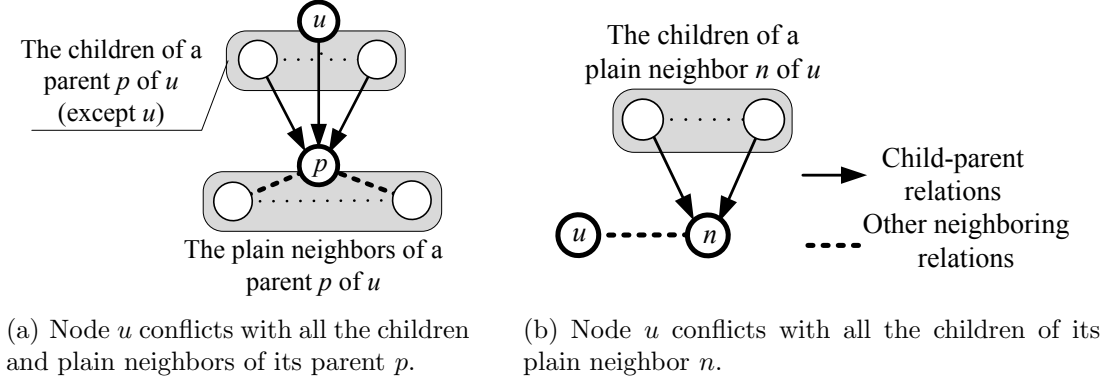 u
The children of a
parent p of u
(except u)
p
The plain neighbors of a
parent p of u
The children of a
plain neighbor n of u
u
n
Child-parent
relations
Other neighboring
relations
(a) Node u conflicts with all the children
and plain neighbors of its parent p.
(b) Node u conflicts with all the children of its
plain neighbor n.